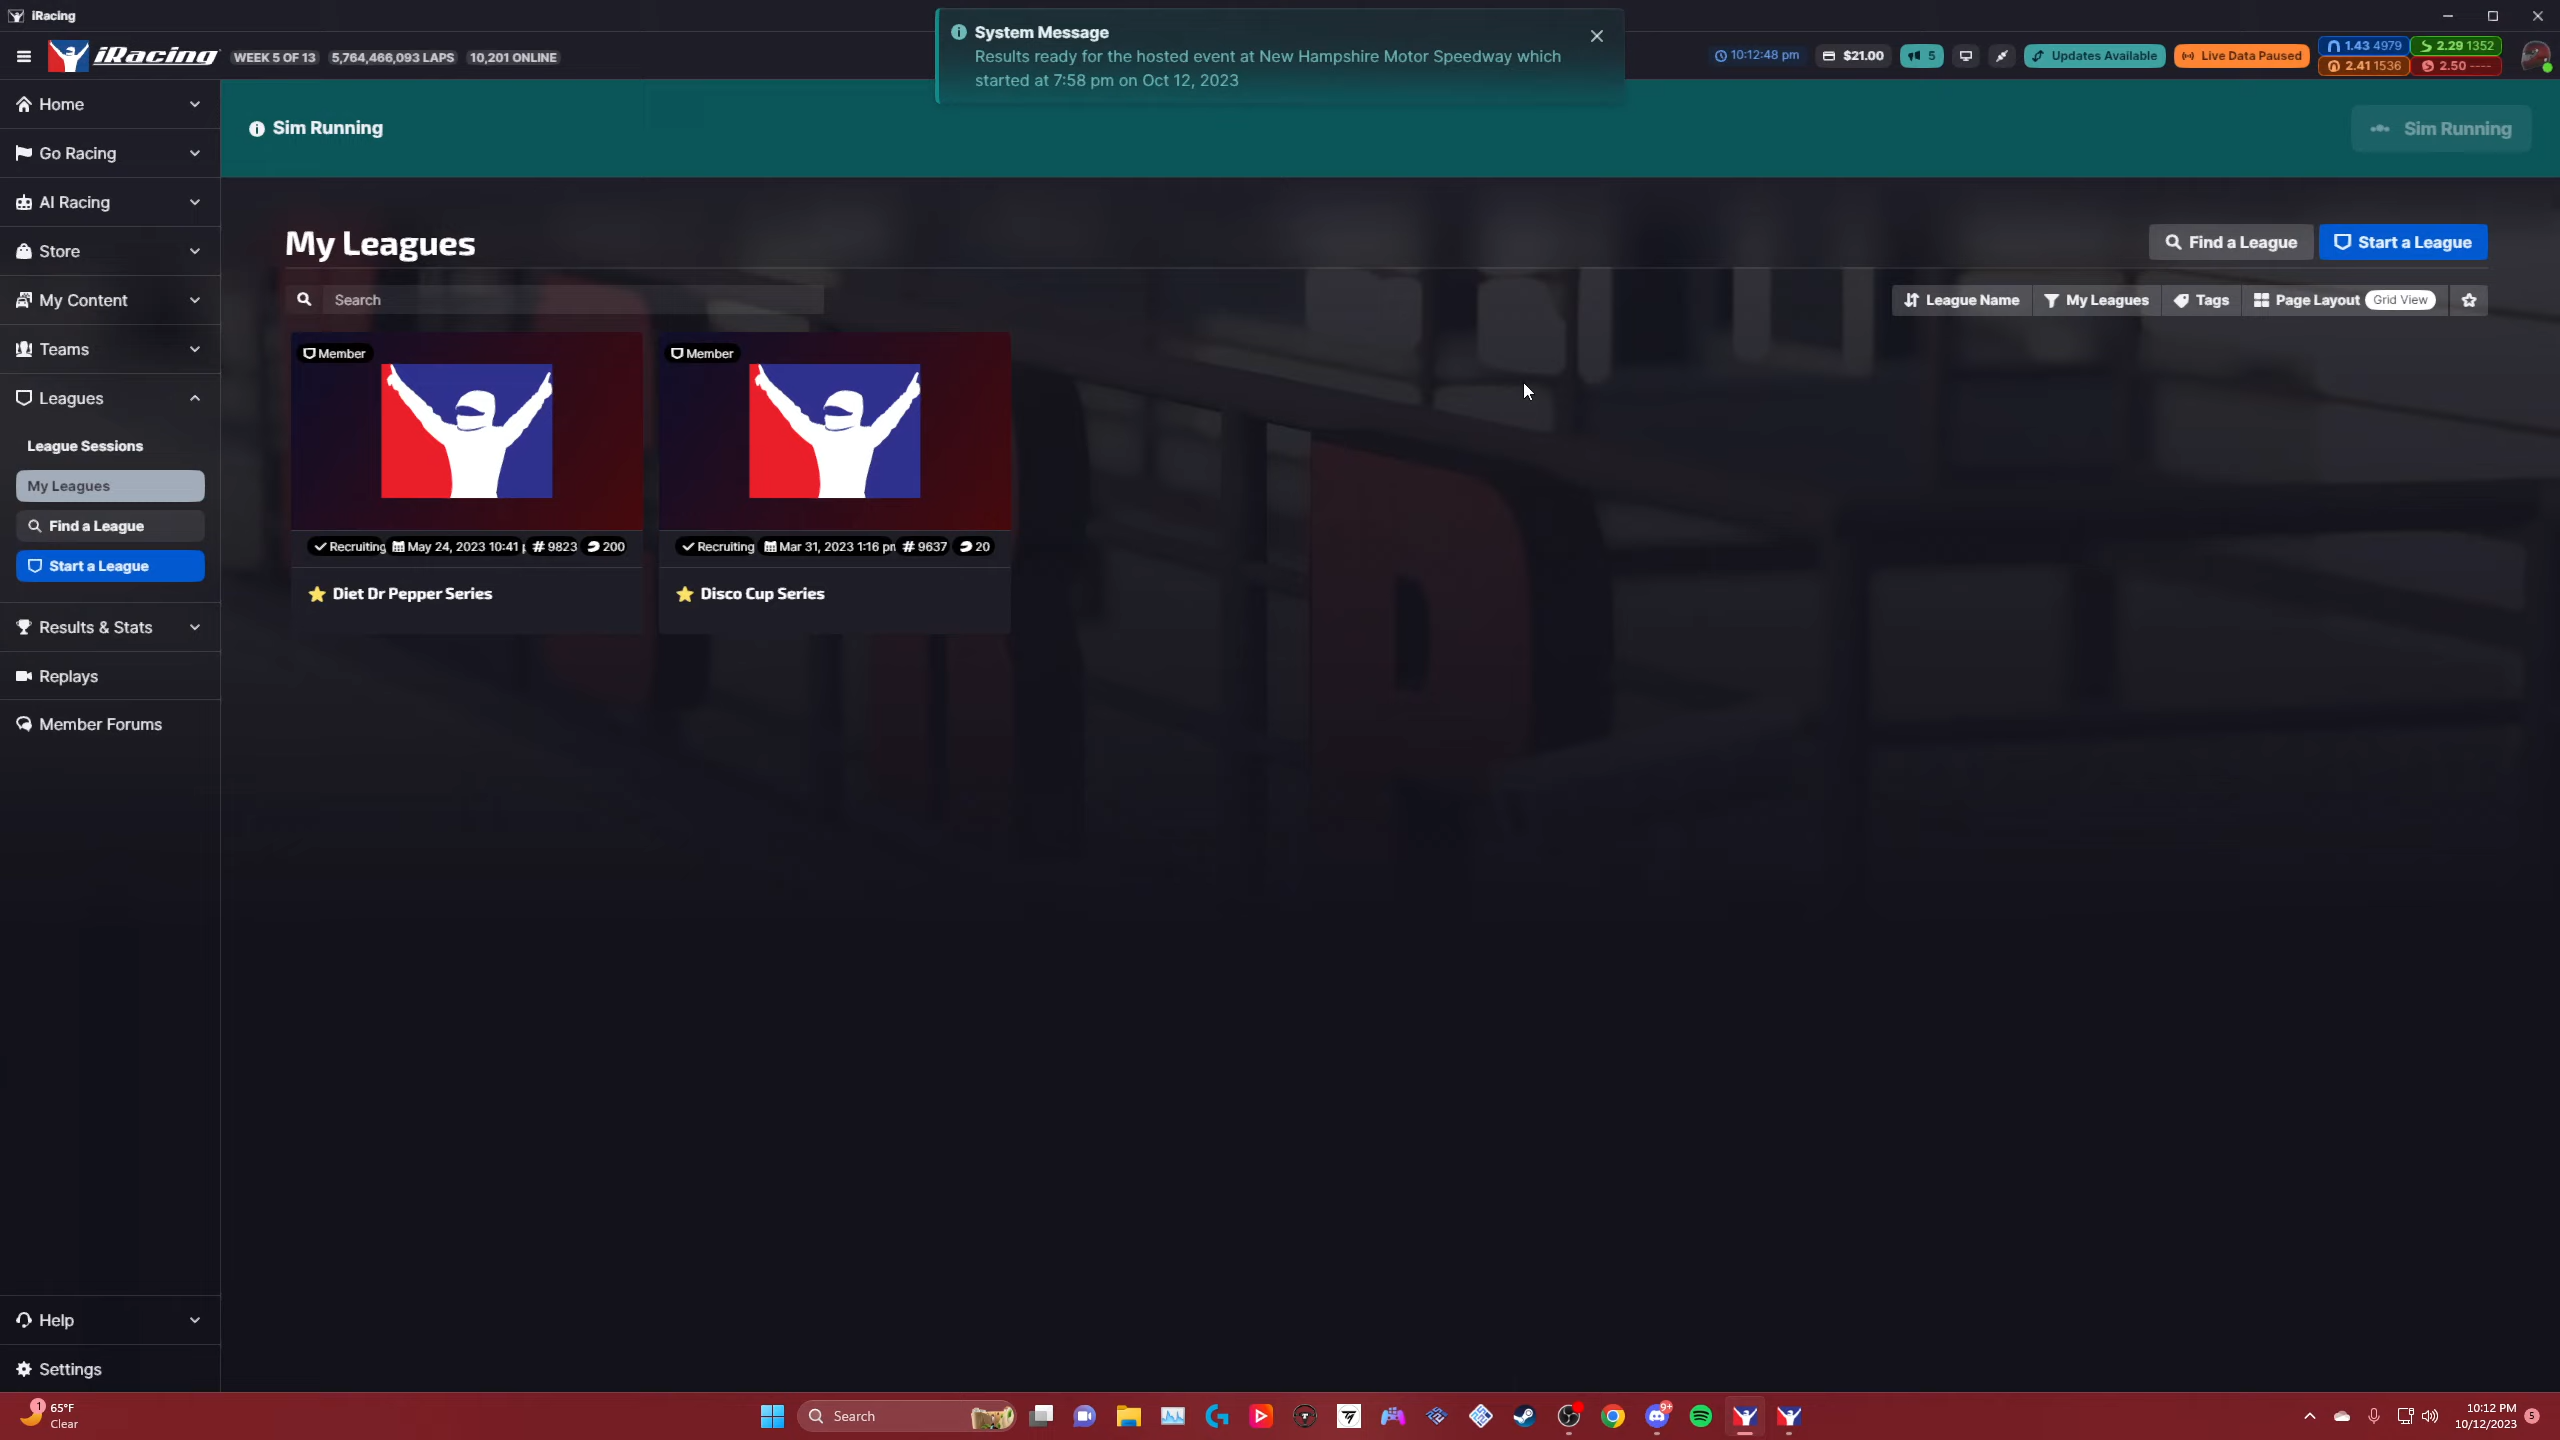 iRacing
iRacing
WEEK 5 OF 13
5,764,466,093 LAPS
10,201 ONLINE
System Message
Results ready for the hosted event at New Hampshire Motor Speedway which
started at 7:58 pm on Oct 12, 2023
10:12:48 pm
$21.00
5
Updates Available
Live Data Paused
1.43 4979
2.29 1352
2.41 1536
2.50 ----
Home
Go Racing
AI Racing
Store
My Content
Teams
Leagues
League Sessions
My Leagues
Find a League
Start a League
Results & Stats
Replays
Member Forums
Help
Settings
Sim Running
Sim Running
My Leagues
Find a League
Start a League
Search
League Name
My Leagues
Tags
Page Layout
Grid View
Member
Recruiting
May 24, 2023 10:41
# 9823
200
Diet Dr Pepper Series
Member
Recruiting
Mar 31, 2023 1:16 pm
# 9637
20
Disco Cup Series
1
65°F
Clear
Search
9+
10:12 PM
10/12/2023
5